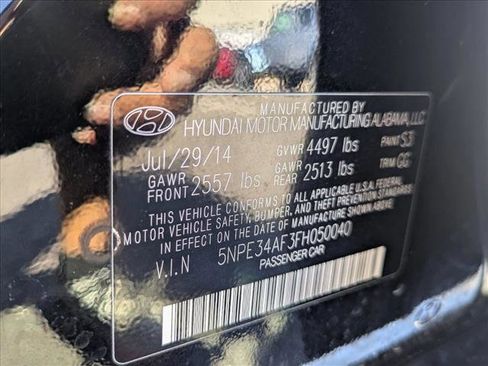 MANUFACTURED BY
HYUNDAI MOTOR MANUFACTURING ALABAMA, LLC
Jul/29/14 GVWR 4497 lbs PAINT S3
GAWR FRONT 2557 lbs GAWR REAR 2513 lbs TRIM GG
THIS VEHICLE CONFORMS TO ALL APPLICABLE U.S.A. FEDERAL
MOTOR VEHICLE SAFETY, BUMPER, AND THEFT PREVENTION
STANDARDS IN EFFECT ON THE DATE OF MANUFACTURE SHOWN ABOVE.
V.I.N 5NPE34AF3FH050040
PASSENGER CAR